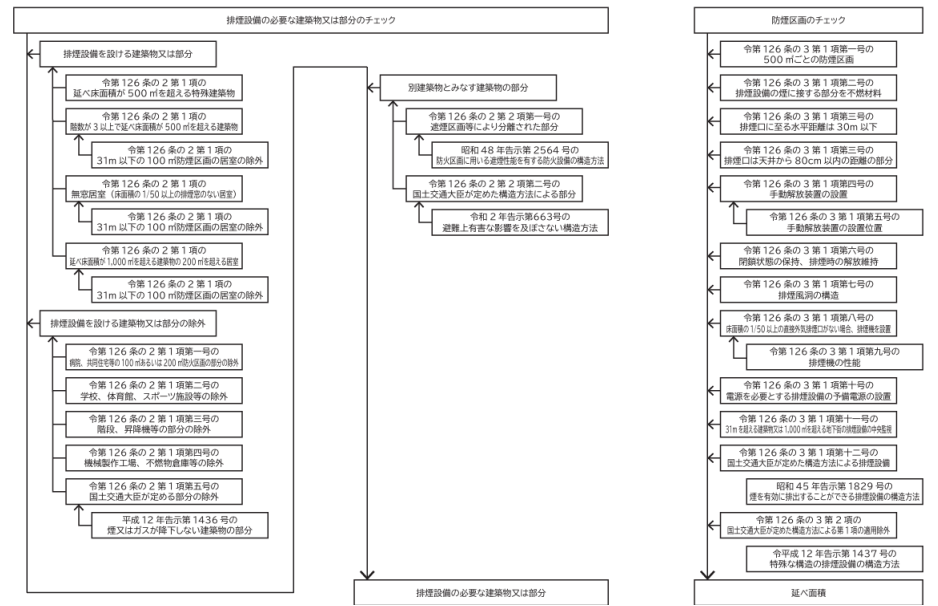 排煙設備の必要な建築物又は部分のチェック
排煙設備を設ける建築物又は部分
令第126条の2第1項の
延べ床面積が500㎡を超える特殊建築物
令第126条の2第1項の
階数が3以上で延べ床面積が500㎡を超える建築物
令第126条の2第1項の
31m以下の100㎡防煙区画の居室の除外
令第126条の2第1項の
無窓居室（床面積の1/50以上の排煙窓のない居室）
令第126条の2第1項の
31m以下の100㎡防煙区画の居室の除外
令第126条の2第1項の
延べ床面積が1,000㎡を超える建築物の200㎡を超える居室
令第126条の2第1項の
31m以下の100㎡防煙区画の居室の除外
排煙設備を設ける建築物又は部分の除外
令第126条の2第1項第一号の
病院、共同住宅等の100㎡あるいは200㎡防火区画の部分の除外
令第126条の2第1項第二号の
学校、体育館、スポーツ施設等の除外
令第126条の2第1項第三号の
階段、昇降機等の部分の除外
令第126条の2第1項第四号の
機械製作工場、不燃物倉庫等の除外
令第126条の2第1項第五号の
国土交通大臣が定める部分の除外
平成12年告示第1436号の
煙又はガスが降下しない建築物の部分
別建築物とみなす建築物の部分
令第126条の2第2項第一号の
遮煙区画等により分離された部分
昭和48年告示第2564号の
防火区画に用いる遮煙性能を有する防火設備の構造方法
令第126条の2第2項第二号の
国土交通大臣が定めた構造方法による部分
令和2年告示第663号の
避難上有害な影響を及ぼさない構造方法
排煙設備の必要な建築物又は部分
防煙区画のチェック
令第126条の3第1項第一号の
500㎡ごとの防煙区画
令第126条の3第1項第二号の
排煙設備の煙に接する部分を不燃材料
令第126条の3第1項第三号の
排煙口に至る水平距離は30m以下
令第126条の3第1項第三号の
排煙口は天井から80cm以内の距離の部分
令第126条の3第1項第四号の
手動解放装置の設置
令第126条の3第1項第五号の
手動解放装置の設置位置
令第126条の3第1項第六号の
閉鎖状態の保持、排煙時の解放維持
令第126条の3第1項第七号の
排煙風洞の構造
令第126条の3第1項第八号の
床面積の1/50以上の直接外気排煙口がない場合、排煙機を設置
令第126条の3第1項第九号の
排煙機の性能
令第126条の3第1項第十号の
電源を必要とする排煙設備の予備電源の設置
令第126条の3第1項第十一号の
31mを超える建築物又は1,000㎡を超える地下街の排煙設備の中央監視
令第126条の3第1項第十二号の
国土交通大臣が定めた構造方法による排煙設備
昭和45年告示第1829号の
煙を有効に排出することができる排煙設備の構造方法
令第126条の3第2項の
国土交通大臣が定めた構造方法による第1項の適用除外
令平成12年告示第1437号の
特殊な構造の排煙設備の構造方法
延べ面積